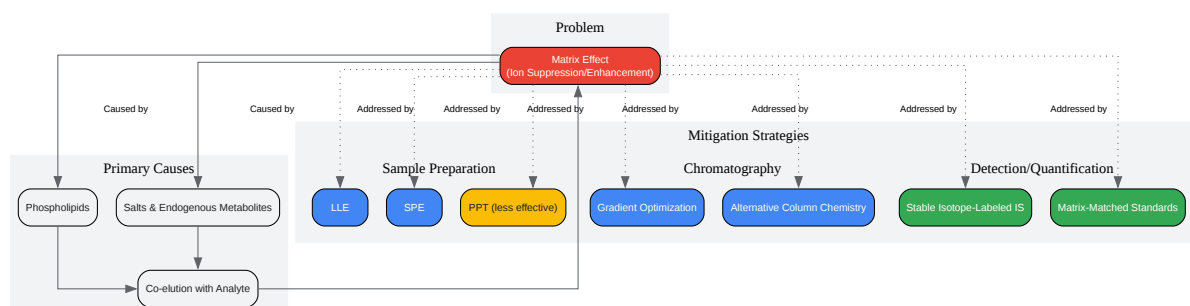 Problem
Matrix Effect
(Ion Suppression/Enhancement)
Caused by
Caused by
Addressed by
Addressed by
Addressed by
Addressed by
Addressed by
Addressed by
Addressed by
Mitigation Strategies
Primary Causes
Sample Preparation
Chromatography
Detection/Quantification
Phospholipids
Salts & Endogenous Metabolites
LLE
SPE
PPT (less effective)
Gradient Optimization
Alternative Column Chemistry
Stable Isotope-Labeled IS
Matrix-Matched Standards
Co-elution with Analyte